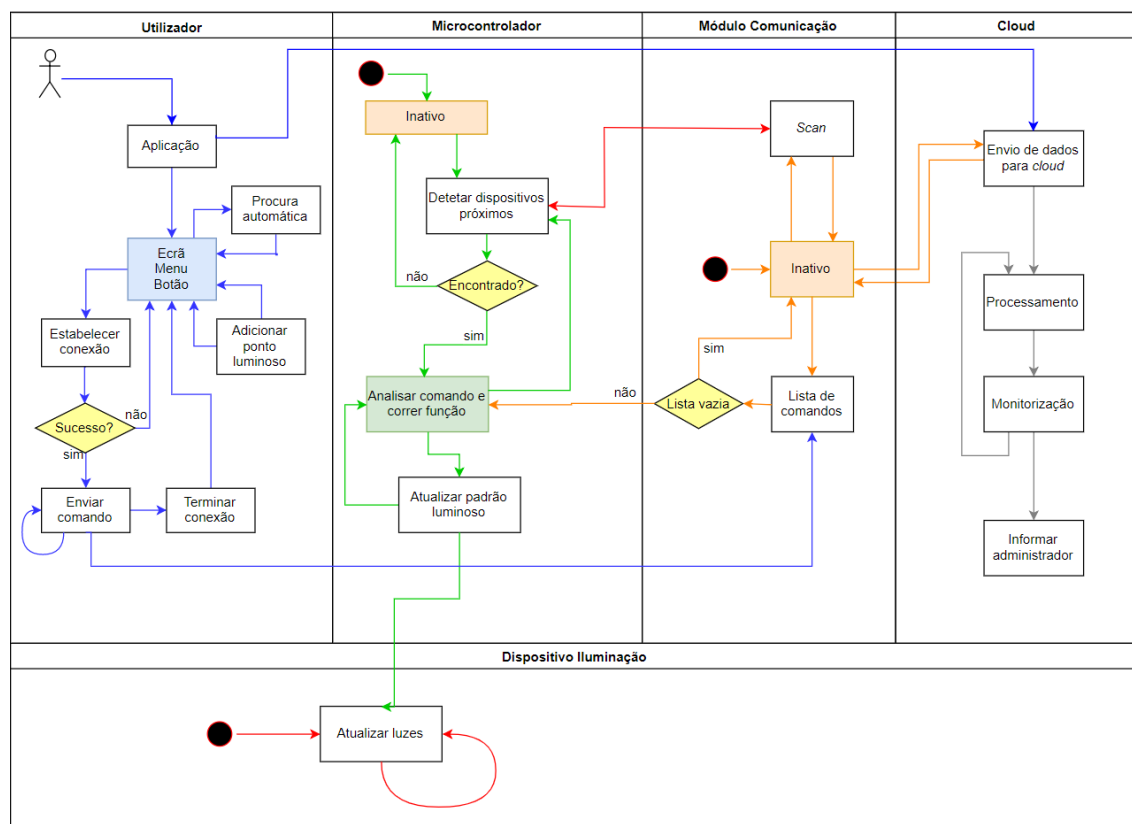 Utilizador
Microcontrolador
Módulo Comunicação
Cloud
Aplicação
Procura
automática
Ecrã
Menu
Botão
Estabelecer
conexão
Adicionar
ponto
luminoso
Sucesso?
não
sim
Enviar
comando
Terminar
conexão
Inativo
Detetar dispositivos
próximos
não
Encontrado?
sim
Analisar comando e
correr função
Atualizar padrão
luminoso
Scan
Inativo
sim
não
Lista vazia
Lista de
comandos
Envio de dados
para cloud
Processamento
Monitorização
Informar
administrador
Dispositivo Iluminação
Atualizar luzes